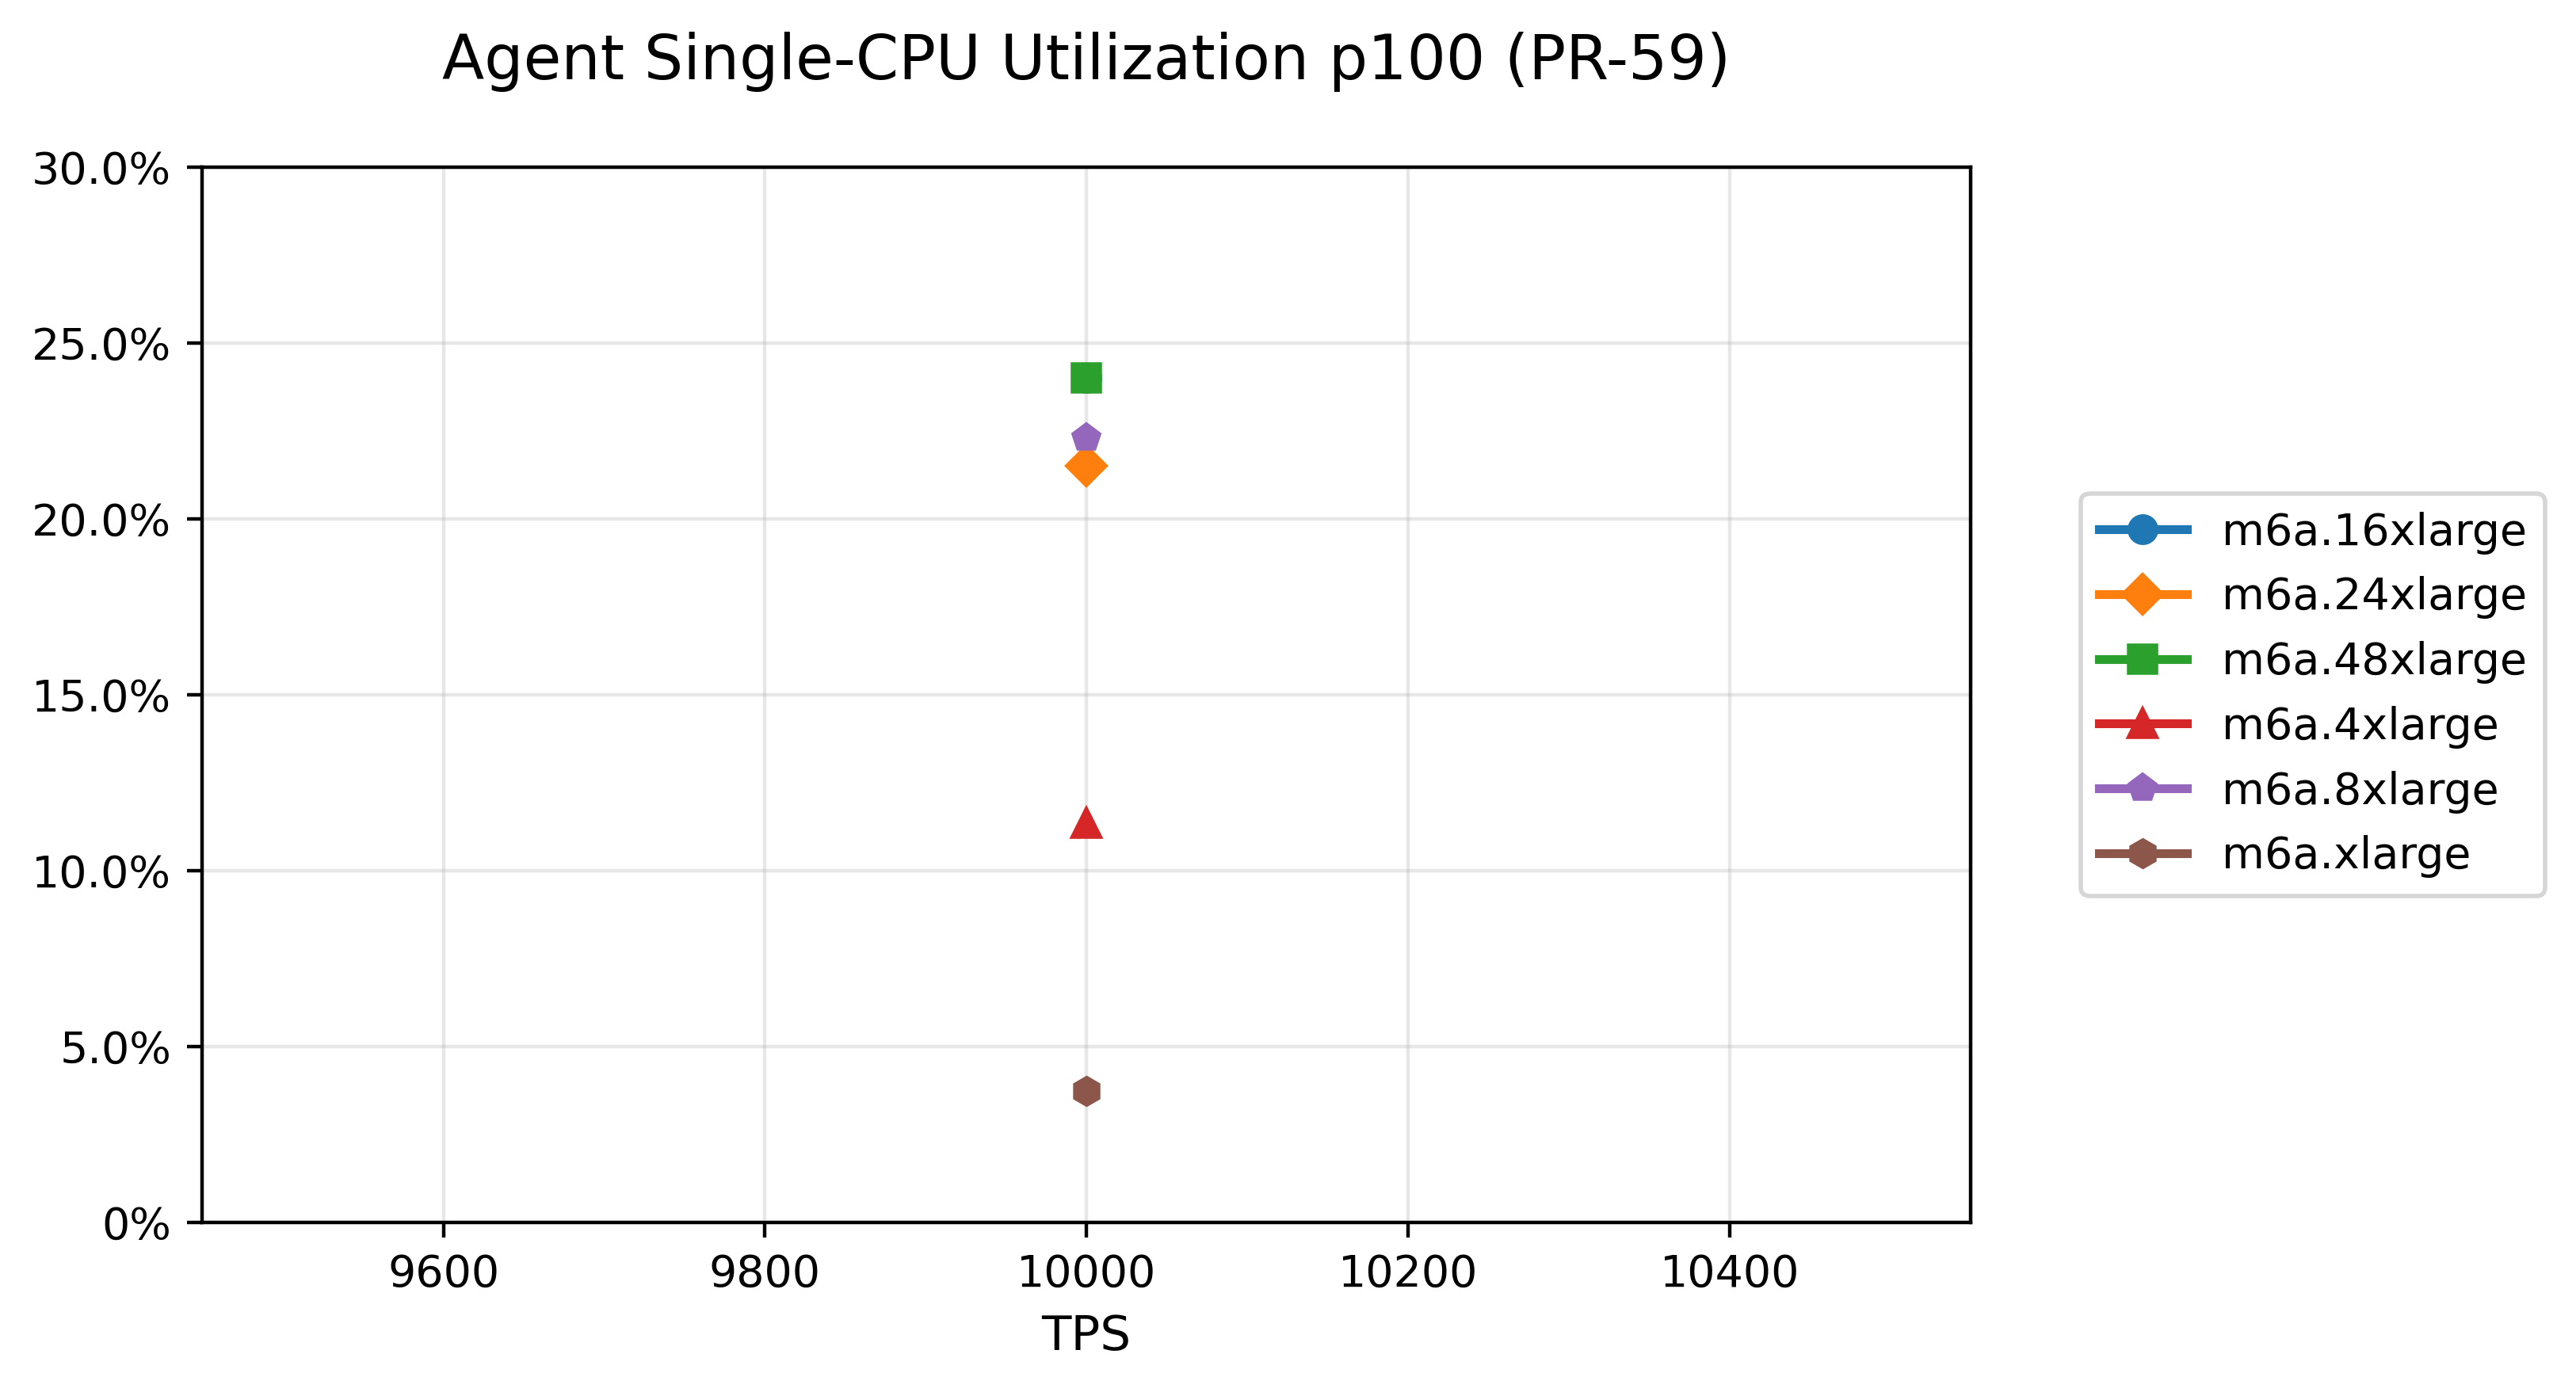 Agent Single-CPU Utilization p100 (PR-59)
30.0%
25.0%
20.0%
15.0%
10.0%
5.0%
0%
9600
9800
10000
10200
10400
TPS
m6a.16xlarge
m6a.24xlarge
m6a.48xlarge
m6a.4xlarge
m6a.8xlarge
m6a.xlarge